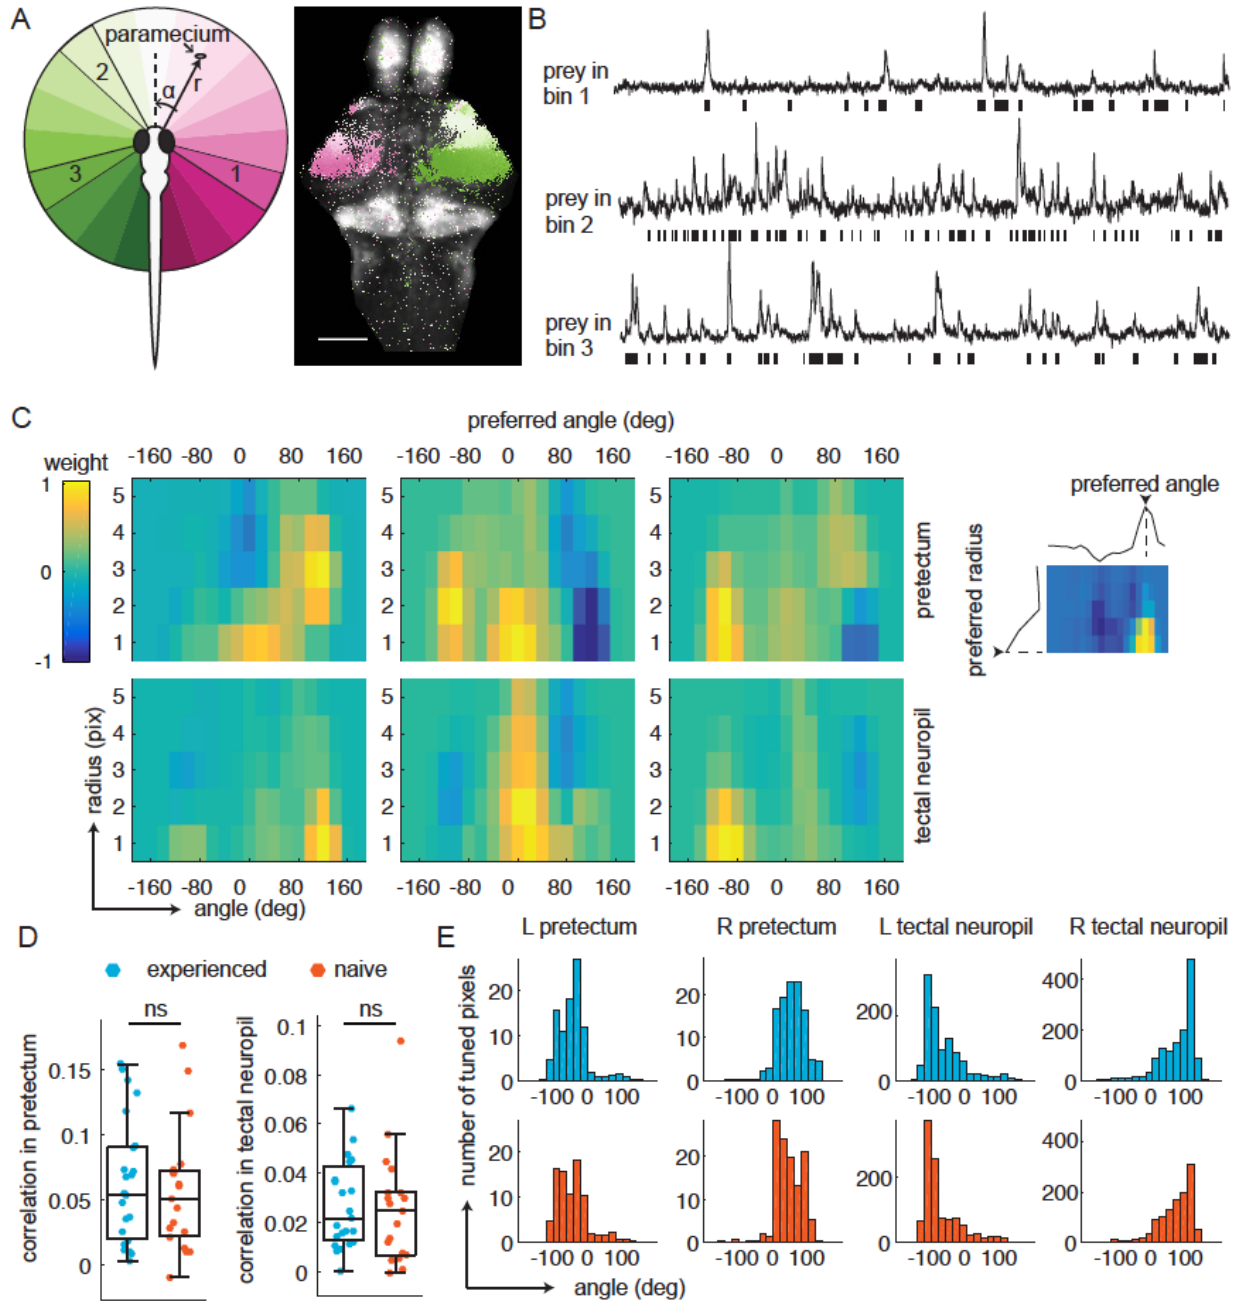 A
paramecium
2
α
r
3
1
B
prey in
bin 1
prey in
bin 2
prey in
bin 3
C
preferred angle (deg)
weight
1
0
-1
-160 -80 0 80 160
-160 -80 0 80 160
-160 -80 0 80 160
5
4
3
2
1
5
4
3
2
1
5
4
3
2
1
pretectum
preferred angle
preferred radius
radius (pix)
5
4
3
2
1
5
4
3
2
1
5
4
3
2
1
tectal neuropil
-160 -80 0 80 160
-160 -80 0 80 160
-160 -80 0 80 160
angle (deg)
D
experienced
naive
ns
correlation in pretectum
0.15
0.1
0.05
0
ns
correlation in tectal neuropil
0.1
0.08
0.06
0.04
0.02
0
E
L pretectum
R pretectum
L tectal neuropil
R tectal neuropil
number of tuned pixels
20
10
0
-100 0 100
20
10
0
-100 0 100
200
0
-100 0 100
400
200
0
-100 0 100
20
10
0
-100 0 100
20
10
0
-100 0 100
200
0
-100 0 100
400
200
0
-100 0 100
angle (deg)